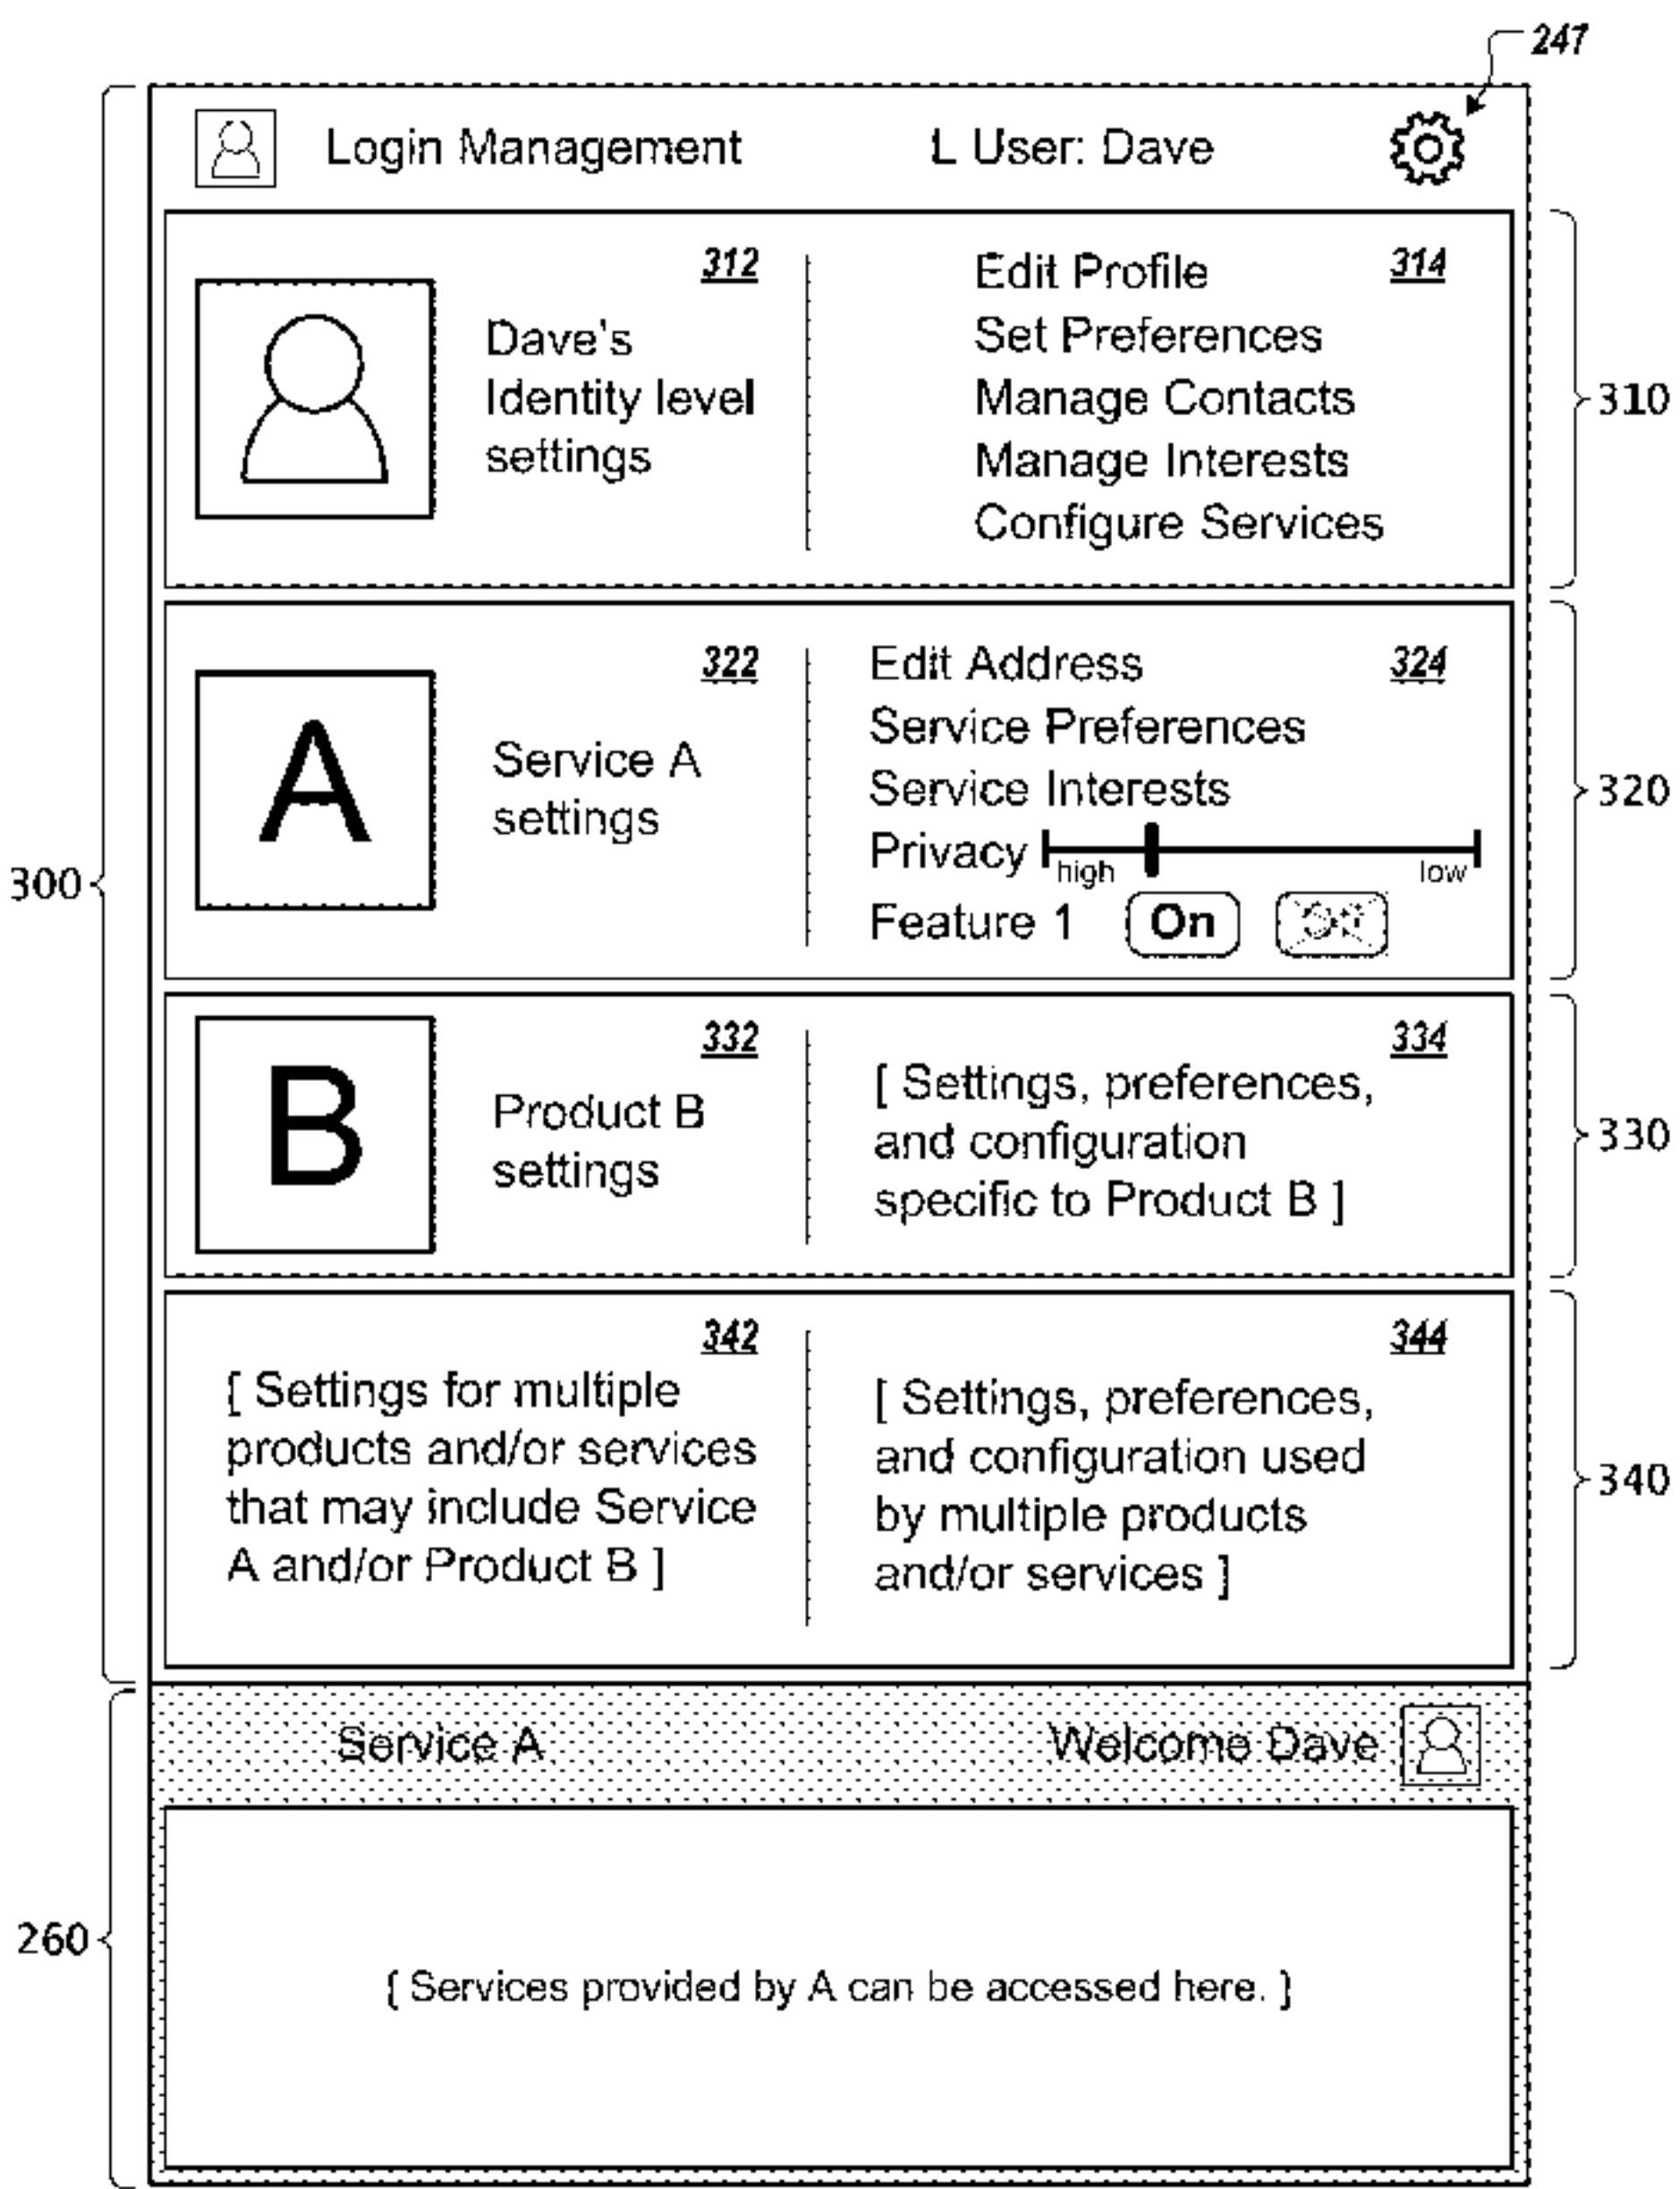 247
Login Management L User: Dave
312
Dave's
Identity level
settings
314
Edit Profile
Set Preferences
Manage Contacts
Manage Interests
Configure Services
310
322
A
Service A
settings
324
Edit Address
Service Preferences
Service Interests
Privacy high low
Feature 1 On
320
300
332
B
Product B
settings
334
[ Settings, preferences,
and configuration
specific to Product B ]
330
342
[ Settings for multiple
products and/or services
that may include Service
A and/or Product B ]
344
[ Settings, preferences,
and configuration used
by multiple products
and/or services ]
340
Service A Welcome Dave
260
[ Services provided by A can be accessed here. ]